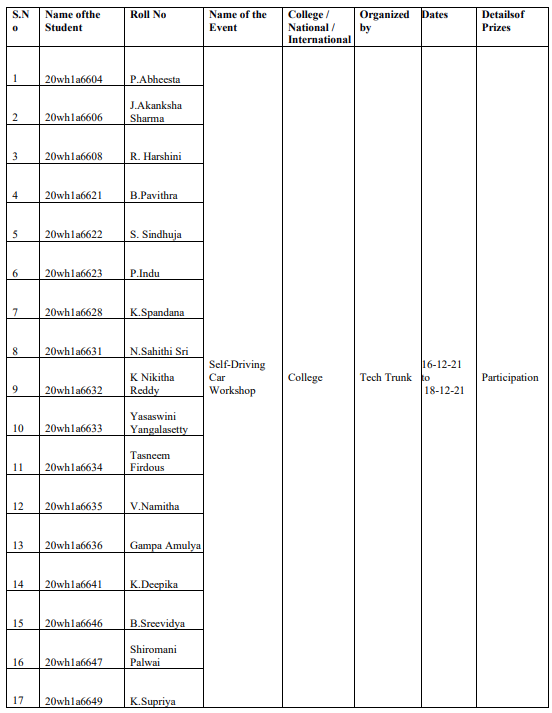 S.N o | Name ofthe Student | Roll No | Name of the Event | College / National / International | Organized by | Dates | Detailsof Prizes
1 | 20wh1a6604 | P.Abheesta
2 | 20wh1a6606 | J.Akanksha Sharma
3 | 20wh1a6608 | R. Harshini
4 | 20wh1a6621 | B.Pavithra
5 | 20wh1a6622 | S. Sindhuja
6 | 20wh1a6623 | P.Indu
7 | 20wh1a6628 | K.Spandana
8 | 20wh1a6631 | N.Sahithi Sri
9 | 20wh1a6632 | K Nikitha Reddy | Self-Driving Car Workshop | College | Tech Trunk | 16-12-21 to 18-12-21 | Participation
10 | 20wh1a6633 | Yasaswini Yangalasetty
11 | 20wh1a6634 | Tasneem Firdous
12 | 20wh1a6635 | V.Namitha
13 | 20wh1a6636 | Gampa Amulya
14 | 20wh1a6641 | K.Deepika
15 | 20wh1a6646 | B.Sreevidya
16 | 20wh1a6647 | Shiromani Palwai
17 | 20wh1a6649 | K.Supriya